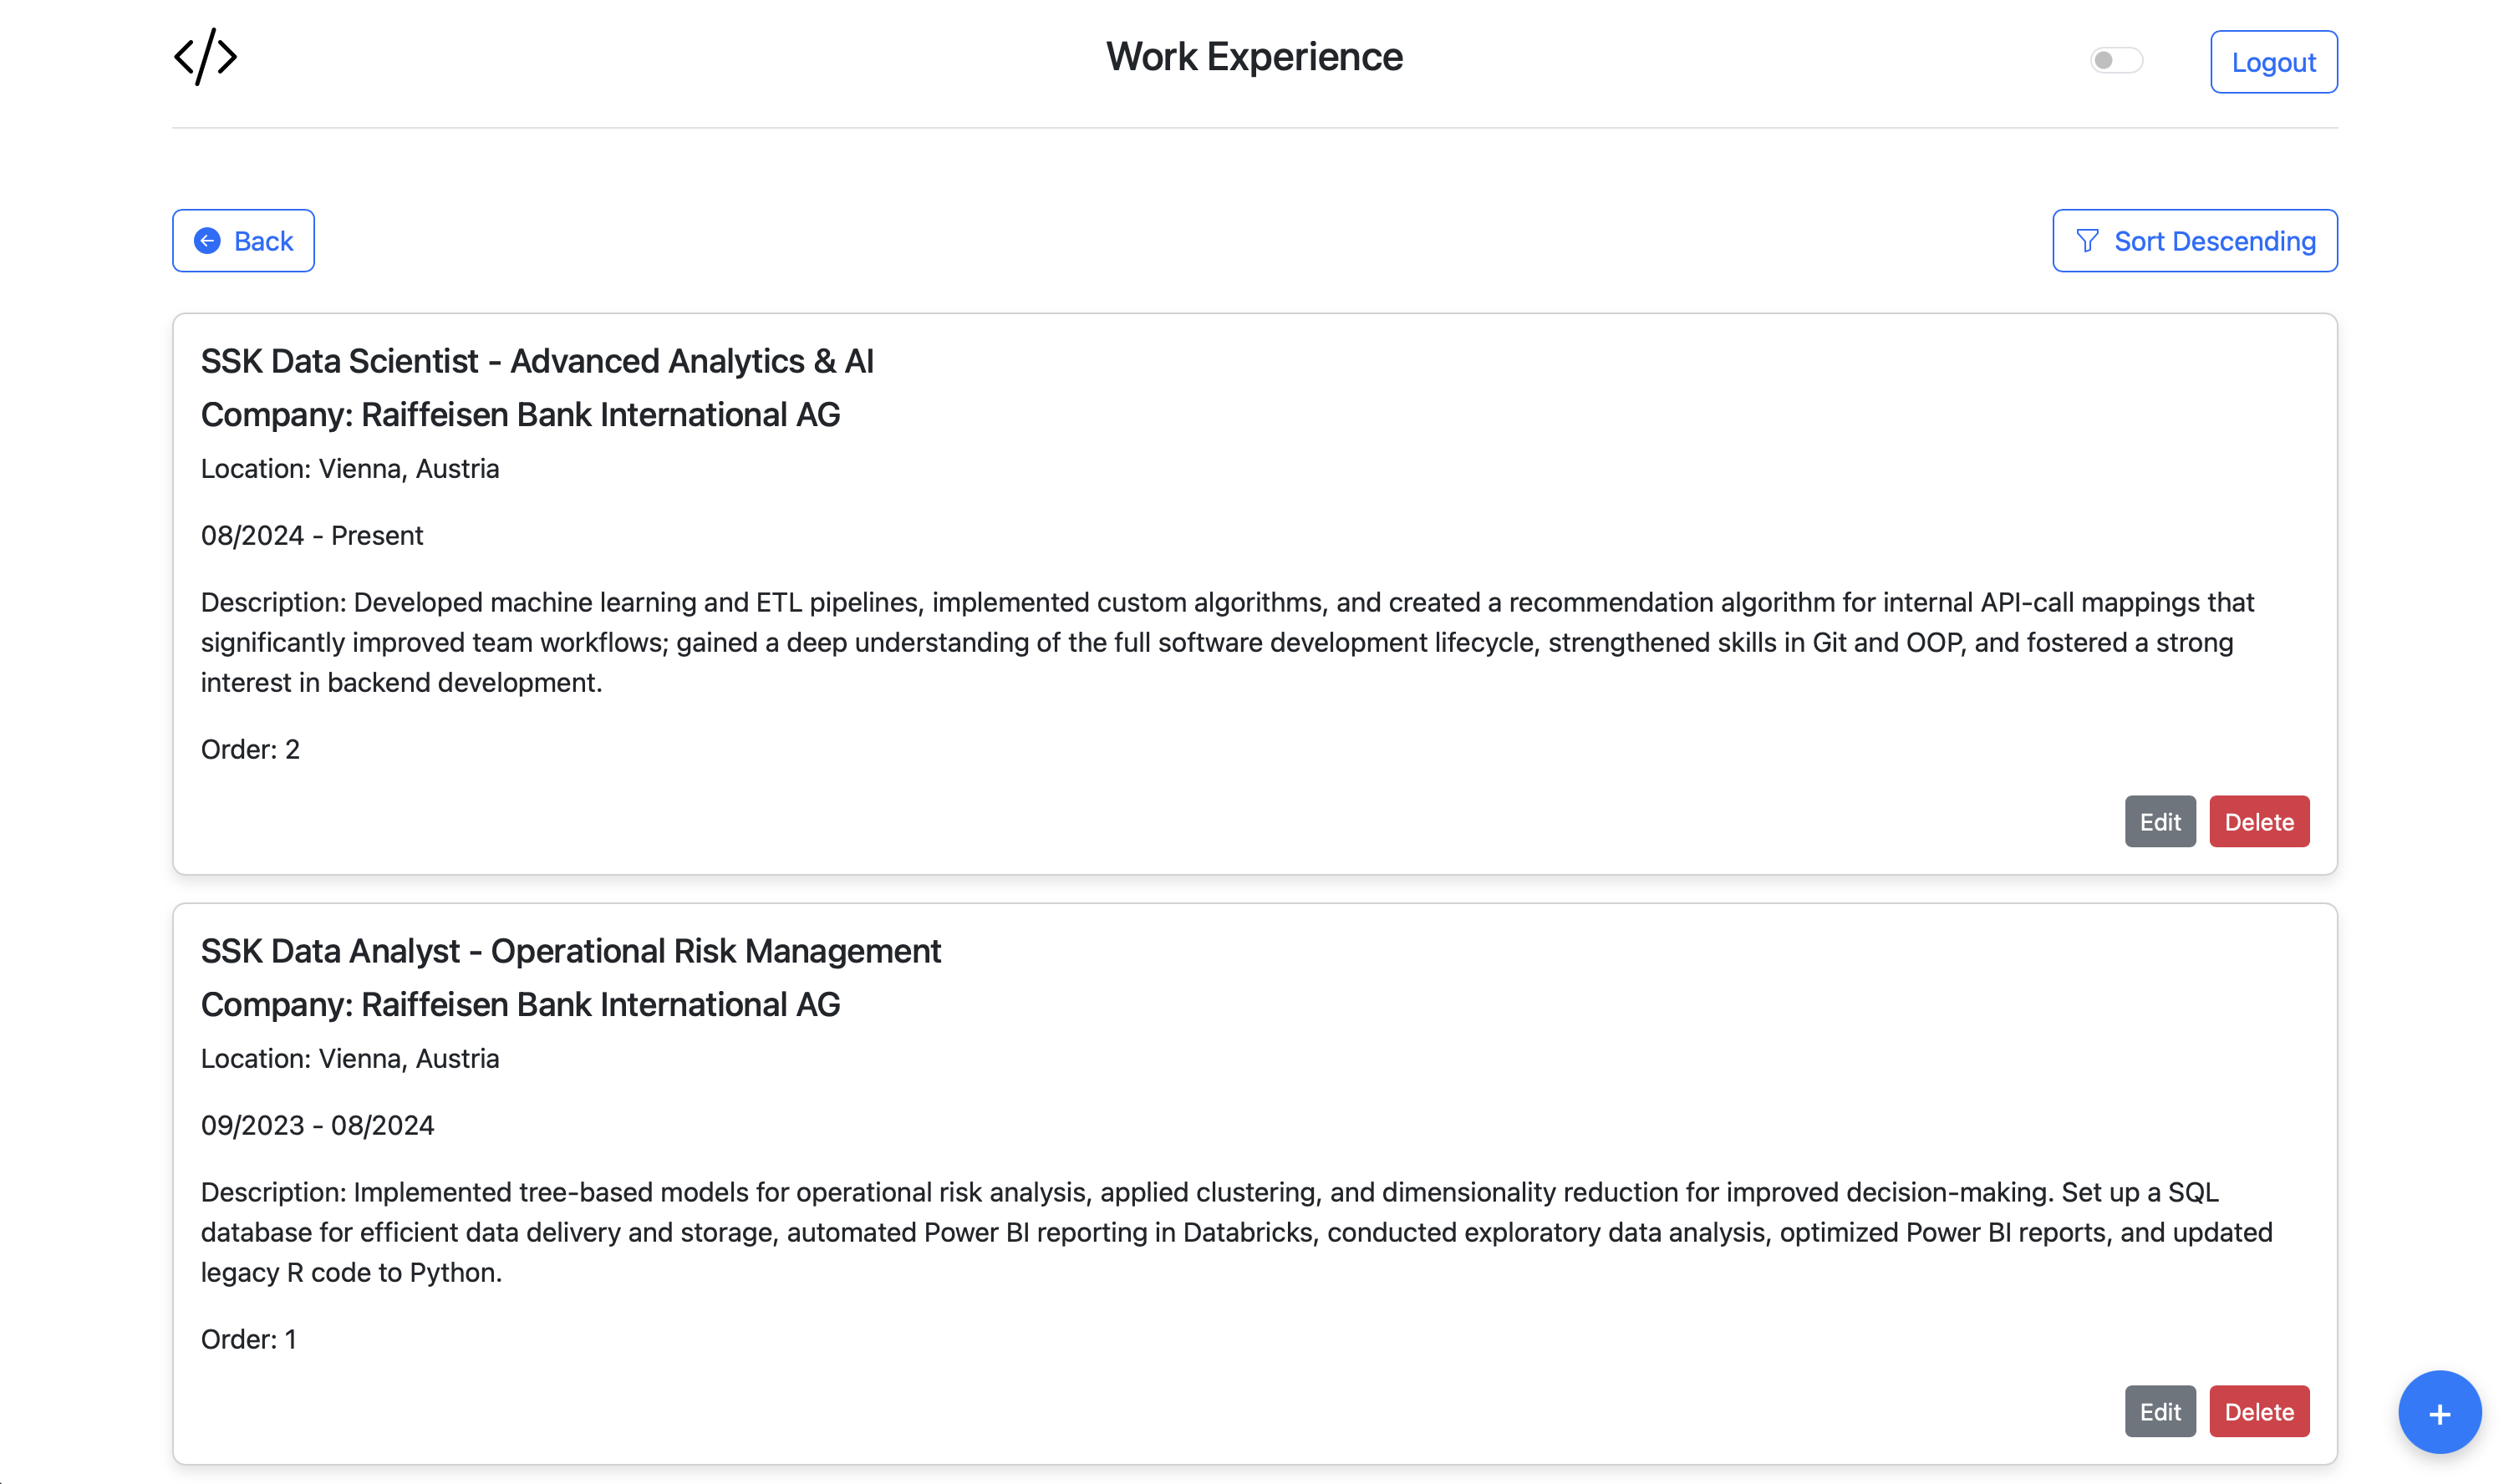 </>
Work Experience
Logout
Back
Sort Descending
SSK Data Scientist - Advanced Analytics & AI
Company: Raiffeisen Bank International AG
Location: Vienna, Austria
08/2024 - Present
Description: Developed machine learning and ETL pipelines, implemented custom algorithms, and created a recommendation algorithm for internal API-call mappings that
significantly improved team workflows; gained a deep understanding of the full software development lifecycle, strengthened skills in Git and OOP, and fostered a strong
interest in backend development.
Order: 2
Edit
Delete
SSK Data Analyst - Operational Risk Management
Company: Raiffeisen Bank International AG
Location: Vienna, Austria
09/2023 - 08/2024
Description: Implemented tree-based models for operational risk analysis, applied clustering, and dimensionality reduction for improved decision-making. Set up a SQL
database for efficient data delivery and storage, automated Power BI reporting in Databricks, conducted exploratory data analysis, optimized Power BI reports, and updated
legacy R code to Python.
Order: 1
Edit
Delete
+